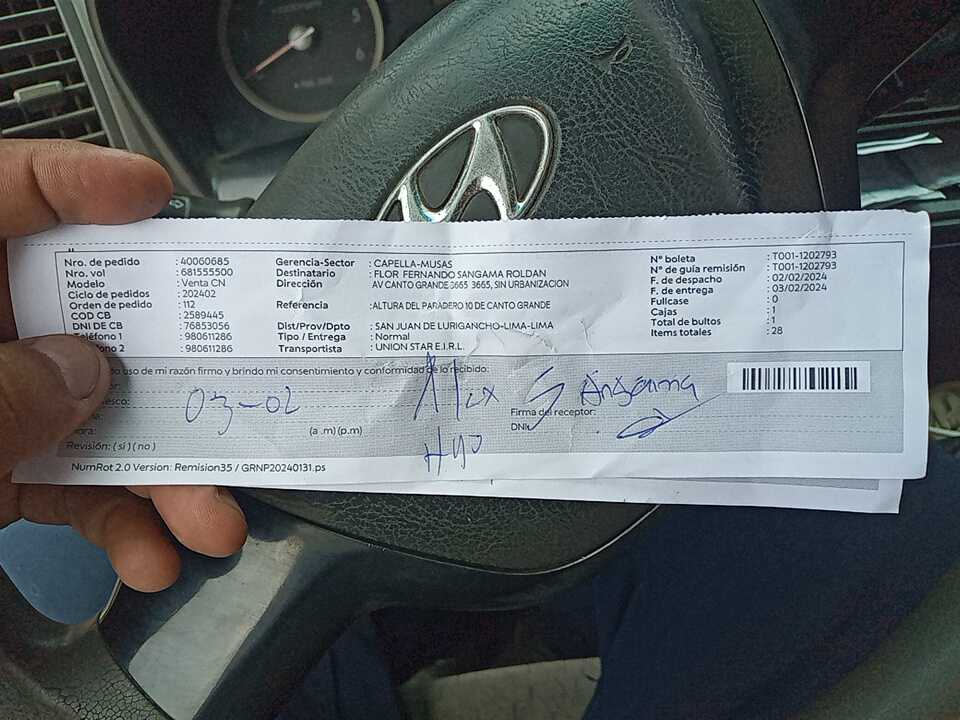 Nro. de pedido : 40060685
Nro. vol : 681555500
Modelo : Venta CN
Ciclo de pedidos : 202402
Orden de pedido : 112
COD CB : 2589445
DNI DE CB : 76853056
Teléfono 1 : 980611286
2 : 980611286
Gerencia-Sector : CAPELLA-MUSAS
Destinatario : FLOR FERNANDO SANGAMA ROLDAN
Dirección : AV CANTO GRANDE 3665 3665, SIN URBANIZACION
Referencia : ALTURA DEL PARADERO 10 DE CANTO GRANDE
Dist/Prov/Dpto : SAN JUAN DE LURIGANCHO-LIMA-LIMA
Tipo / Entrega : Normal
Transportista : UNION STAR E.I.R.L.
N° boleta : T001-1202793
N° de guía remisión : T001-1202793
F. de despacho : 02/02/2024
F. de entrega : 03/02/2024
Fullcase : 0
Cajas : 1
Total de bultos : 1
Items totales : 28
uso de mi razón firmo y brindo mi consentimiento y conformidad de lo recibido:
03-02
Alex Sangama
Hijo
(a .m) (p.m)
Firma del receptor:
DNI:
Revisión: ( si ) ( no )
NumRot 2.0 Version: Remision35 / GRNP20240131.ps
5
6